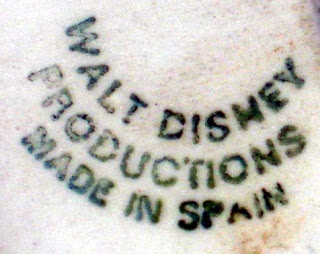 WALT DISNEY
PRODUCTIONS
MADE IN SPAIN